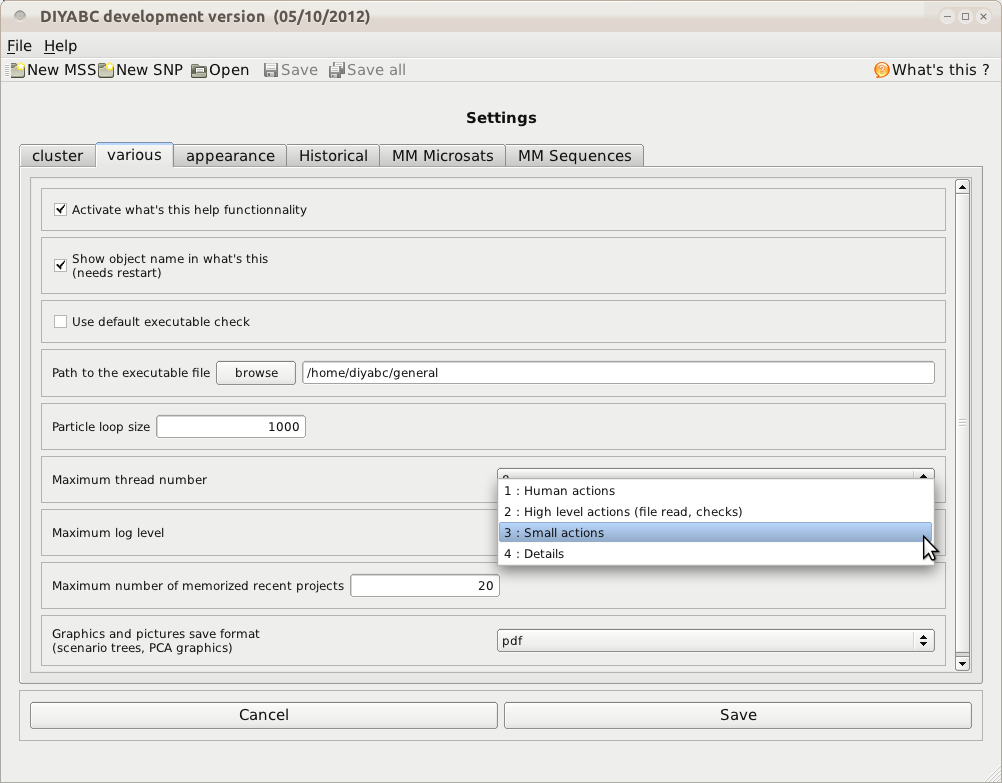 DIYABC development version (05/10/2012)
File Help
New MSS New SNP Open Save Save all What's this ?
Settings
cluster various appearance Historical MM Microsats MM Sequences
Activate what's this help functionnality
Show object name in what's this
(needs restart)
Use default executable check
Path to the executable file browse /home/diyabc/general
Particle loop size 1000
Maximum thread number
1 : Human actions
2 : High level actions (file read, checks)
Maximum log level
3 : Small actions
4 : Details
Maximum number of memorized recent projects 20
Graphics and pictures save format
(scenario trees, PCA graphics)
pdf
Cancel Save